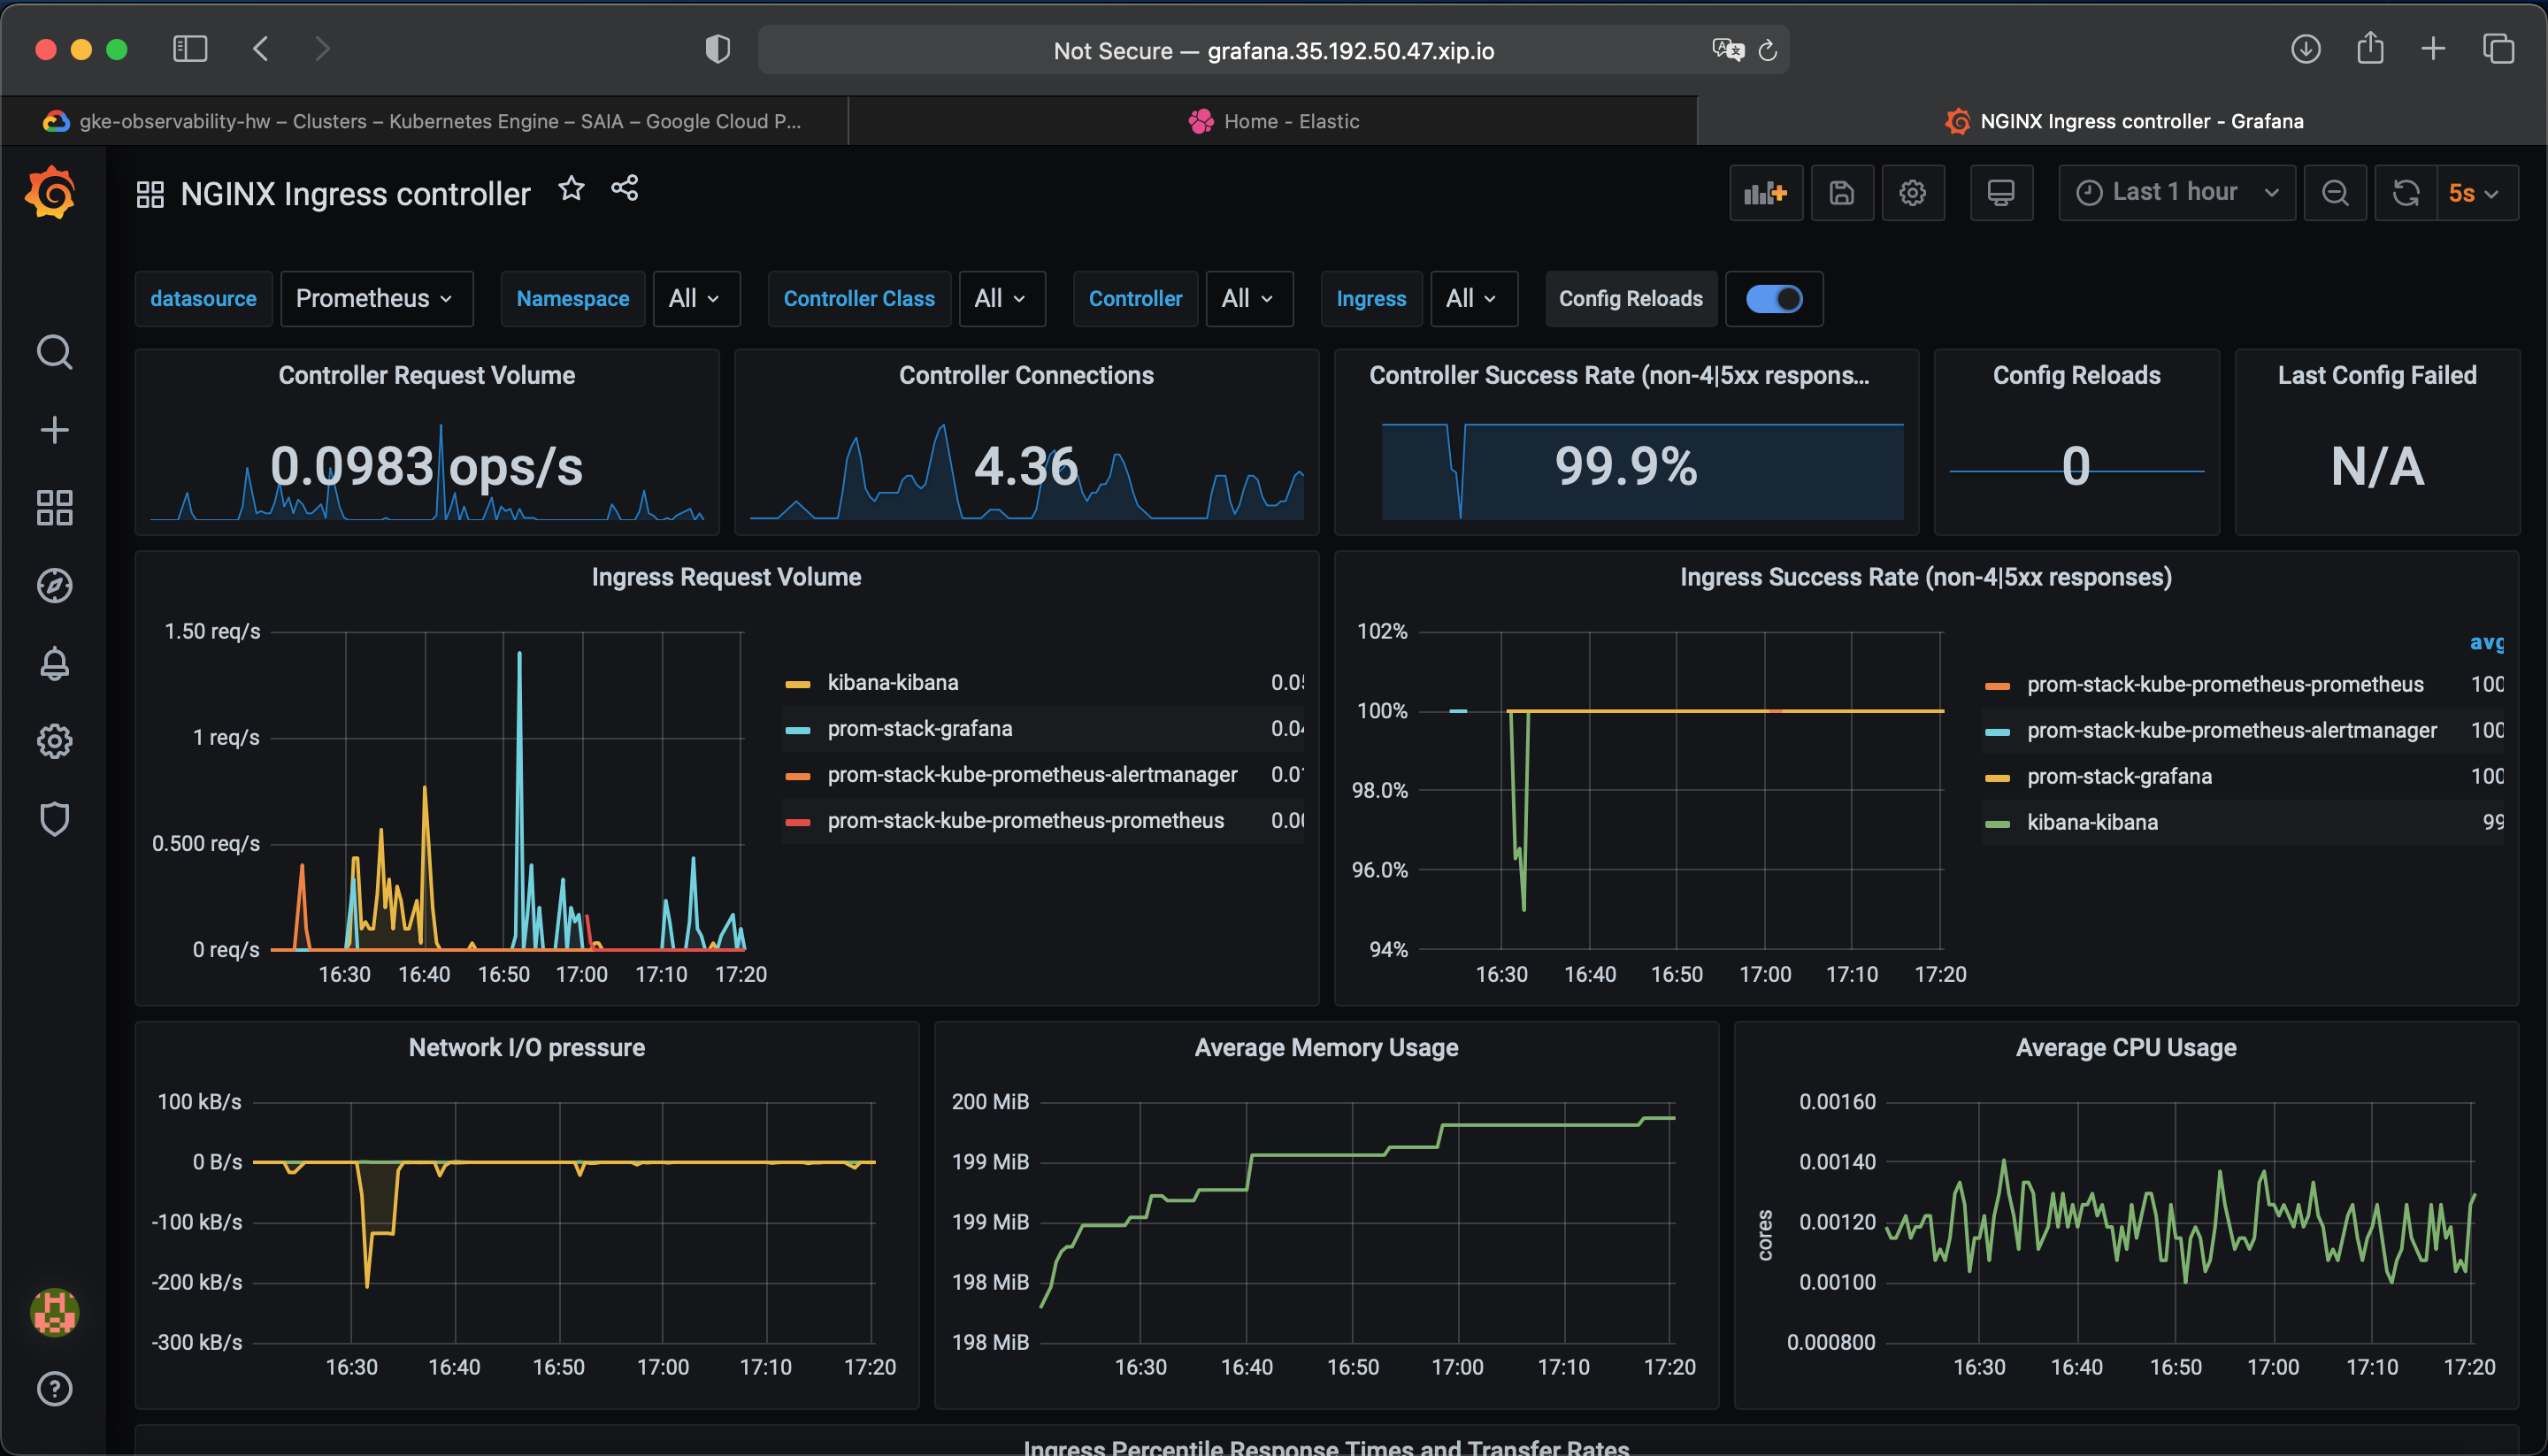 Not Secure — grafana.35.192.50.47.xip.io
gke-observability-hw – Clusters – Kubernetes Engine – SAIA – Google Cloud P...
Home - Elastic
NGINX Ingress controller - Grafana
NGINX Ingress controller
Last 1 hour
5s
datasource Prometheus Namespace All Controller Class All Controller All Ingress All Config Reloads
Controller Request Volume
0.0983 ops/s
Controller Connections
4.36
Controller Success Rate (non-4|5xx respons...
99.9%
Config Reloads
0
Last Config Failed
N/A
Ingress Request Volume
1.50 req/s
1 req/s
0.500 req/s
0 req/s
16:30 16:40 16:50 17:00 17:10 17:20
kibana-kibana
prom-stack-grafana
prom-stack-kube-prometheus-alertmanager
prom-stack-kube-prometheus-prometheus
Ingress Success Rate (non-4|5xx responses)
102%
100%
98.0%
96.0%
94%
16:30 16:40 16:50 17:00 17:10 17:20
avg
prom-stack-kube-prometheus-prometheus 100
prom-stack-kube-prometheus-alertmanager 100
prom-stack-grafana 100
kibana-kibana 99
Network I/O pressure
100 kB/s
0 B/s
-100 kB/s
-200 kB/s
-300 kB/s
16:30 16:40 16:50 17:00 17:10 17:20
Average Memory Usage
200 MiB
199 MiB
199 MiB
198 MiB
198 MiB
16:30 16:40 16:50 17:00 17:10 17:20
Average CPU Usage
cores
0.00160
0.00140
0.00120
0.00100
0.000800
16:30 16:40 16:50 17:00 17:10 17:20
Ingress Percentile Response Times and Transfer Rates